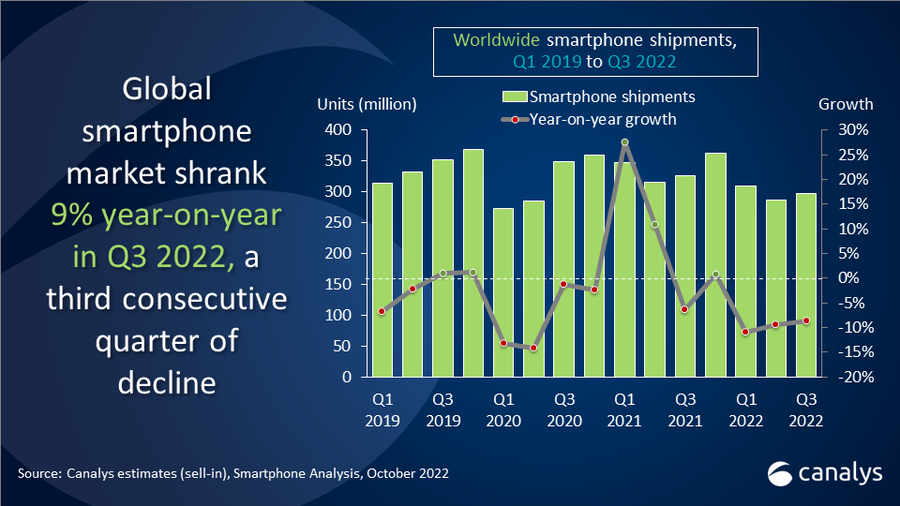 Global
smartphone
market shrank
9% year-on-year
in Q3 2022, a
third consecutive
quarter of
decline
Worldwide smartphone shipments,
Q1 2019 to Q3 2022
Units (million)
Smartphone shipments
Year-on-year growth
Growth
400
350
300
250
200
150
100
50
0
30%
25%
20%
15%
10%
5%
0%
-5%
-10%
-15%
-20%
Q1 2019
Q3 2019
Q1 2020
Q3 2020
Q1 2021
Q3 2021
Q1 2022
Q3 2022
Source: Canalys estimates (sell-in), Smartphone Analysis, October 2022
canalys